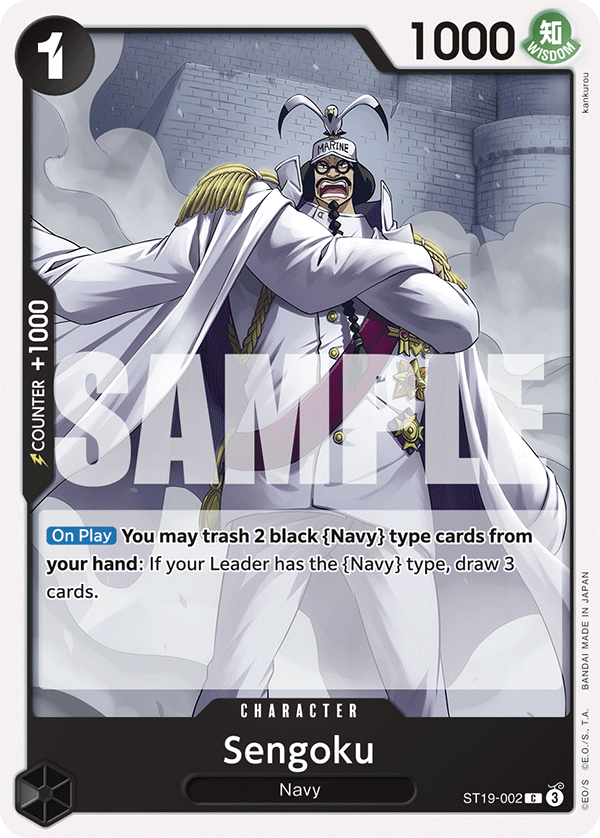 1
1000
知
WISDOM
kankurou
MARINE
COUNTER +1000
SAMPLE
On Play You may trash 2 black {Navy} type cards from
your hand: If your Leader has the {Navy} type, draw 3
cards.
CHARACTER
Sengoku
Navy
ST19-002 C 3
©EO/S ©E.O./S., T.A. BANDAI MADE IN JAPAN